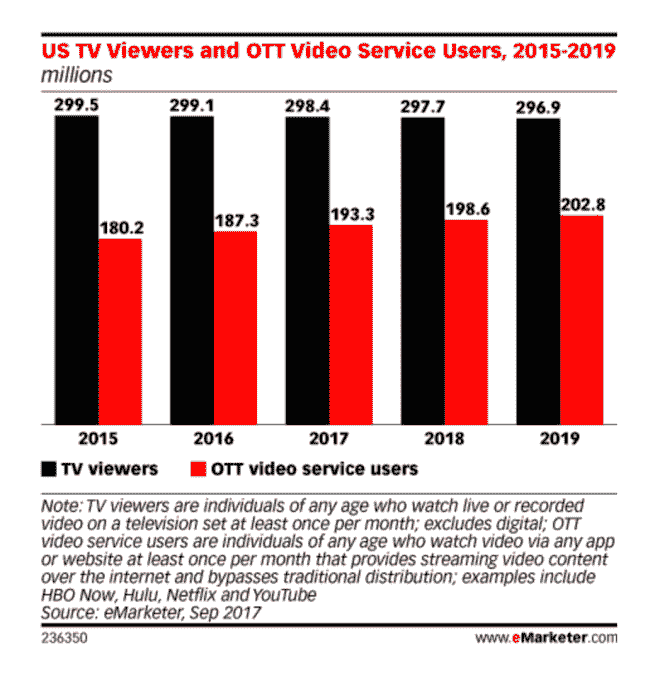 US TV Viewers and OTT Video Service Users, 2015-2019
millions
299.5 299.1 298.4 297.7 296.9
180.2 187.3 193.3 198.6 202.8
2015 2016 2017 2018 2019
TV viewers OTT video service users
Note: TV viewers are individuals of any age who watch live or recorded
video on a television set at least once per month; excludes digital; OTT
video service users are individuals of any age who watch video via any app
or website at least once per month that provides streaming video content
over the internet and bypasses traditional distribution; examples include
HBO Now, Hulu, Netflix and YouTube
Source: eMarketer, Sep 2017
236350 www.eMarketer.com